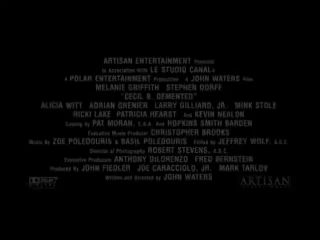 ARTISAN ENTERTAINMENT Presents
In Association with LE STUDIO CANAL+
A POLAR ENTERTAINMENT Production A JOHN WATERS Film
MELANIE GRIFFITH STEPHEN DORFF
"CECIL B. DEMENTED"
ALICIA WITT ADRIAN GRENIER LARRY GILLIARD, JR. MINK STOLE
RICKI LAKE PATRICIA HEARST And KEVIN NEALON
Casting by PAT MORAN, C.S.A. And HOPKINS SMITH BARDEN
Executive Music Producer CHRISTOPHER BROOKS
Music By ZOË POLEDOURIS & BASIL POLEDOURIS Edited by JEFFREY WOLF, A.C.E.
Director of Photography ROBERT STEVENS, A.S.C.
Executive Producers ANTHONY DiLORENZO FRED BERNSTEIN
Produced By JOHN FIEDLER JOE CARACCIOLO, JR. MARK TARLOV
Written and Directed by JOHN WATERS
DOLBY
ARTISAN